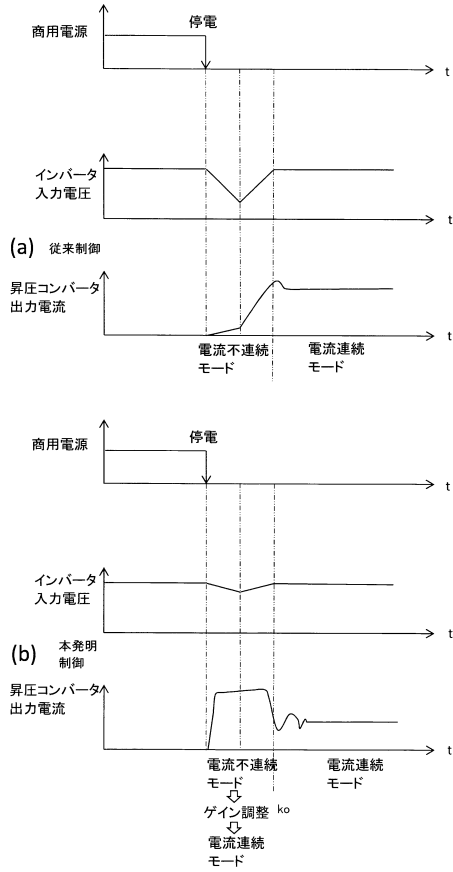 停電
商用電源
t
インバータ
入力電圧
t
(a) 従来制御
昇圧コンバータ
出力電流
t
電流不連続
モード
電流連続
モード
停電
商用電源
t
インバータ
入力電圧
t
(b) 本発明
制御
昇圧コンバータ
出力電流
t
電流不連続
モード
電流連続
モード
ゲイン調整 ko
電流連続
モード